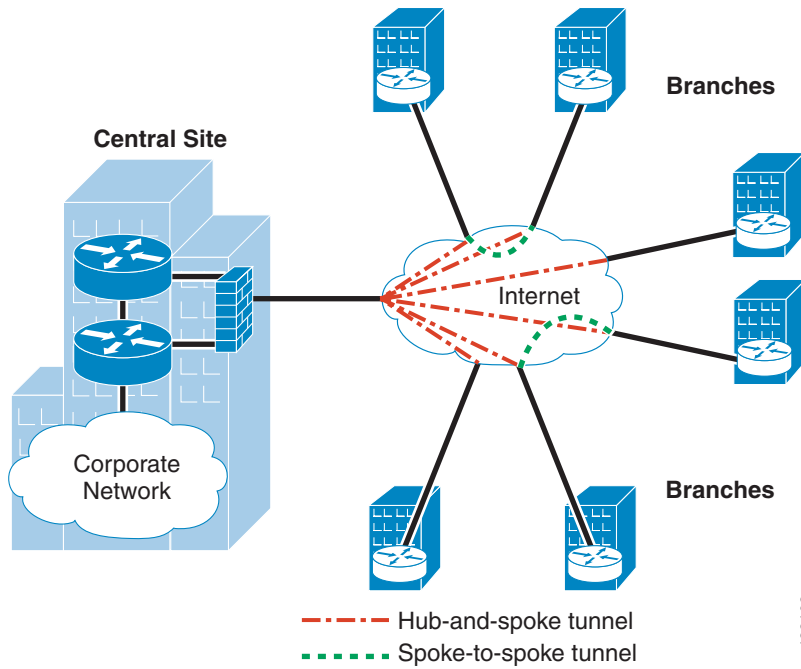 Branches
Central Site
Internet
Corporate
Network
Branches
Hub-and-spoke tunnel
Spoke-to-spoke tunnel